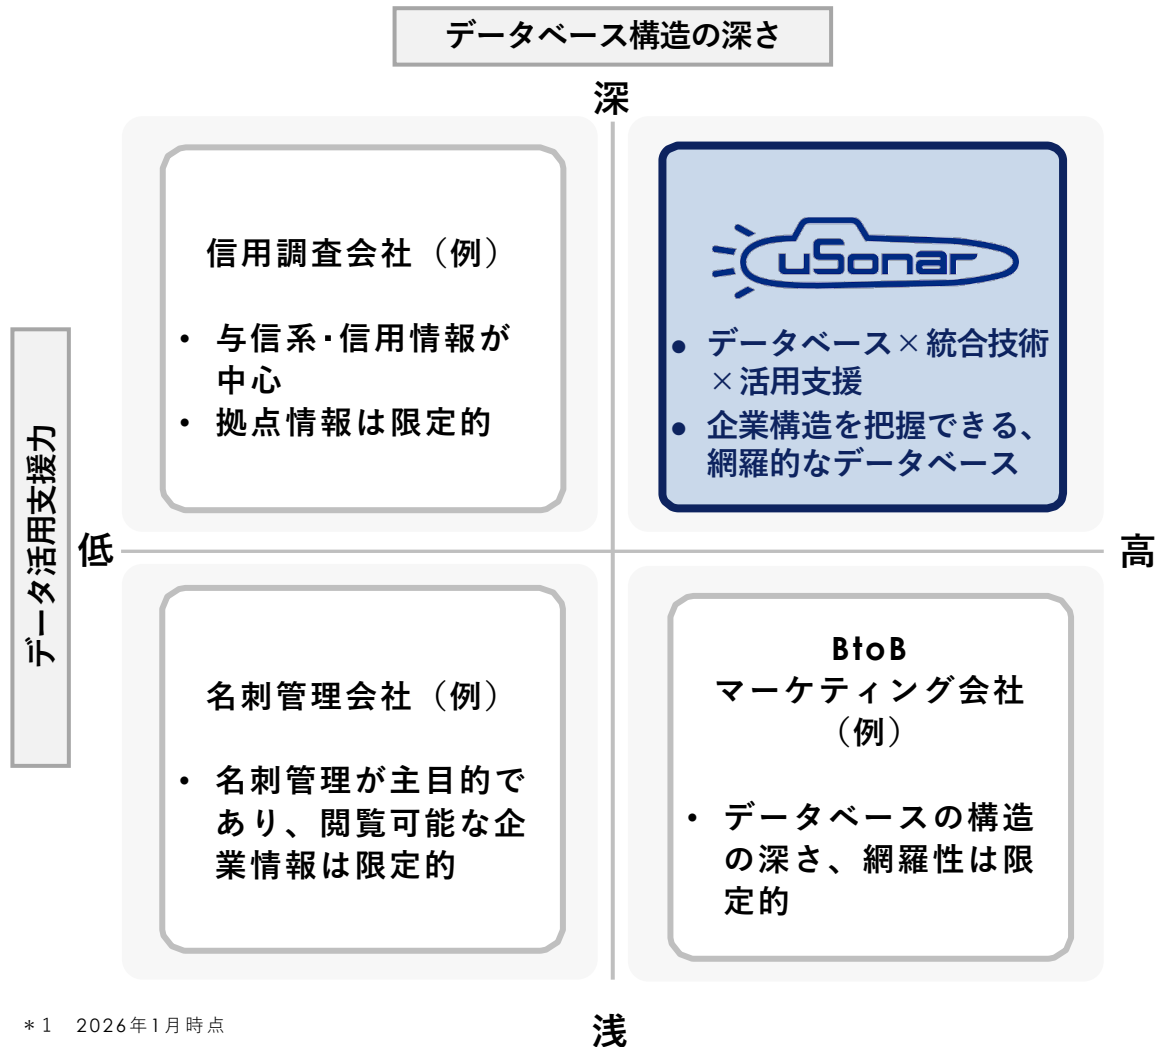 データベース構造の深さ
深
信用調査会社（例）
• 与信系・信用情報が
中心
• 拠点情報は限定的
uSonar
● データベース×統合技術
×活用支援
● 企業構造を把握できる、
網羅的なデータベース
データ活用支援力
低
高
名刺管理会社（例）
• 名刺管理が主目的で
あり、閲覧可能な企
業情報は限定的
BtoB
マーケティング会社
（例）
• データベースの構造
の深さ、網羅性は限
定的
＊1 2026年1月時点
浅